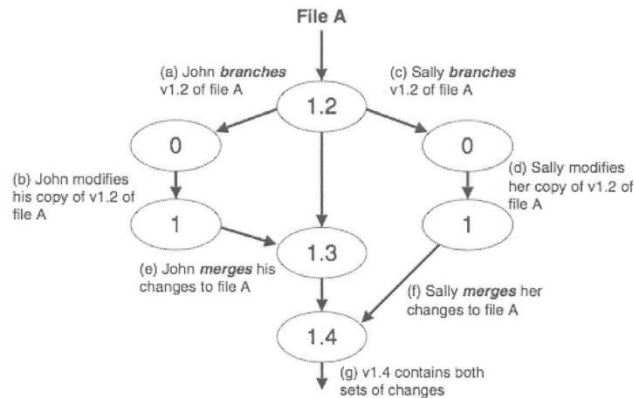 File A
(a) John branches
v1.2 of file A
(c) Sally branches
v1.2 of file A
1.2
0
0
(b) John modifies
his copy of v1.2 of
file A
(d) Sally modifies
her copy of v1.2 of
file A
1
1
1.3
(e) John merges his
changes to file A
(f) Sally merges her
changes to file A
1.4
(g) v1.4 contains both
sets of changes